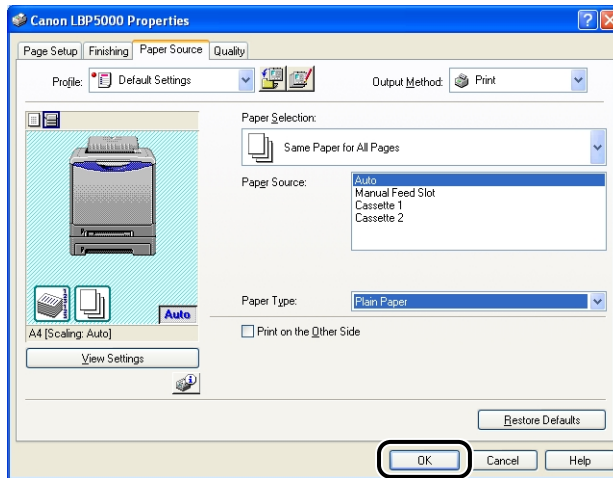 Canon LBP5000 Properties
Page Setup Finishing Paper Source Quality
Profile: Default Settings Output Method: Print
Paper Selection:
Same Paper for All Pages
Paper Source: Auto
Manual Feed Slot
Cassette 1
Cassette 2
Auto
Paper Type: Plain Paper
A4 [Scaling: Auto]
Print on the Other Side
View Settings
Restore Defaults
OK Cancel Help